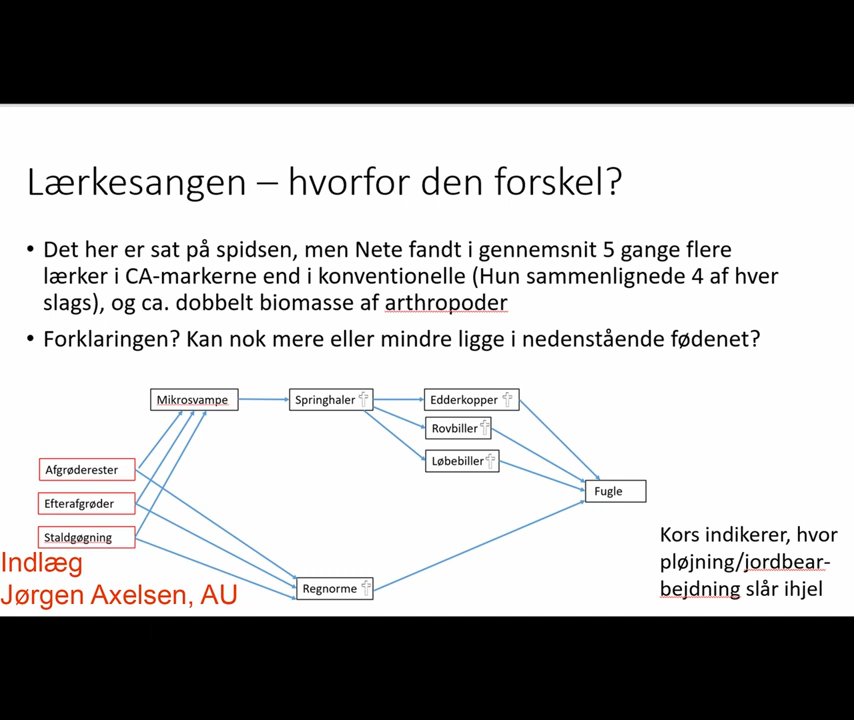 Lærkesangen – hvorfor den forskel?
• Det her er sat på spidsen, men Nete fandt i gennemsnit 5 gange flere
lærker i CA-markerne end i konventionelle (Hun sammenlignede 4 af hver
slags), og ca. dobbelt biomasse af arthropoder
• Forklaringen? Kan nok mere eller mindre ligge i nedenstående fødenet?
Mikrosvampe
Springhaler
Edderkopper
Rovbiller
Løbebiller
Afgrøderester
Efterafgrøder
Staldgøgning
Fugle
Regnorme
Kors indikerer, hvor
pløjning/jordbear-
bejdning slår ihjel
Indlæg
Jørgen Axelsen, AU